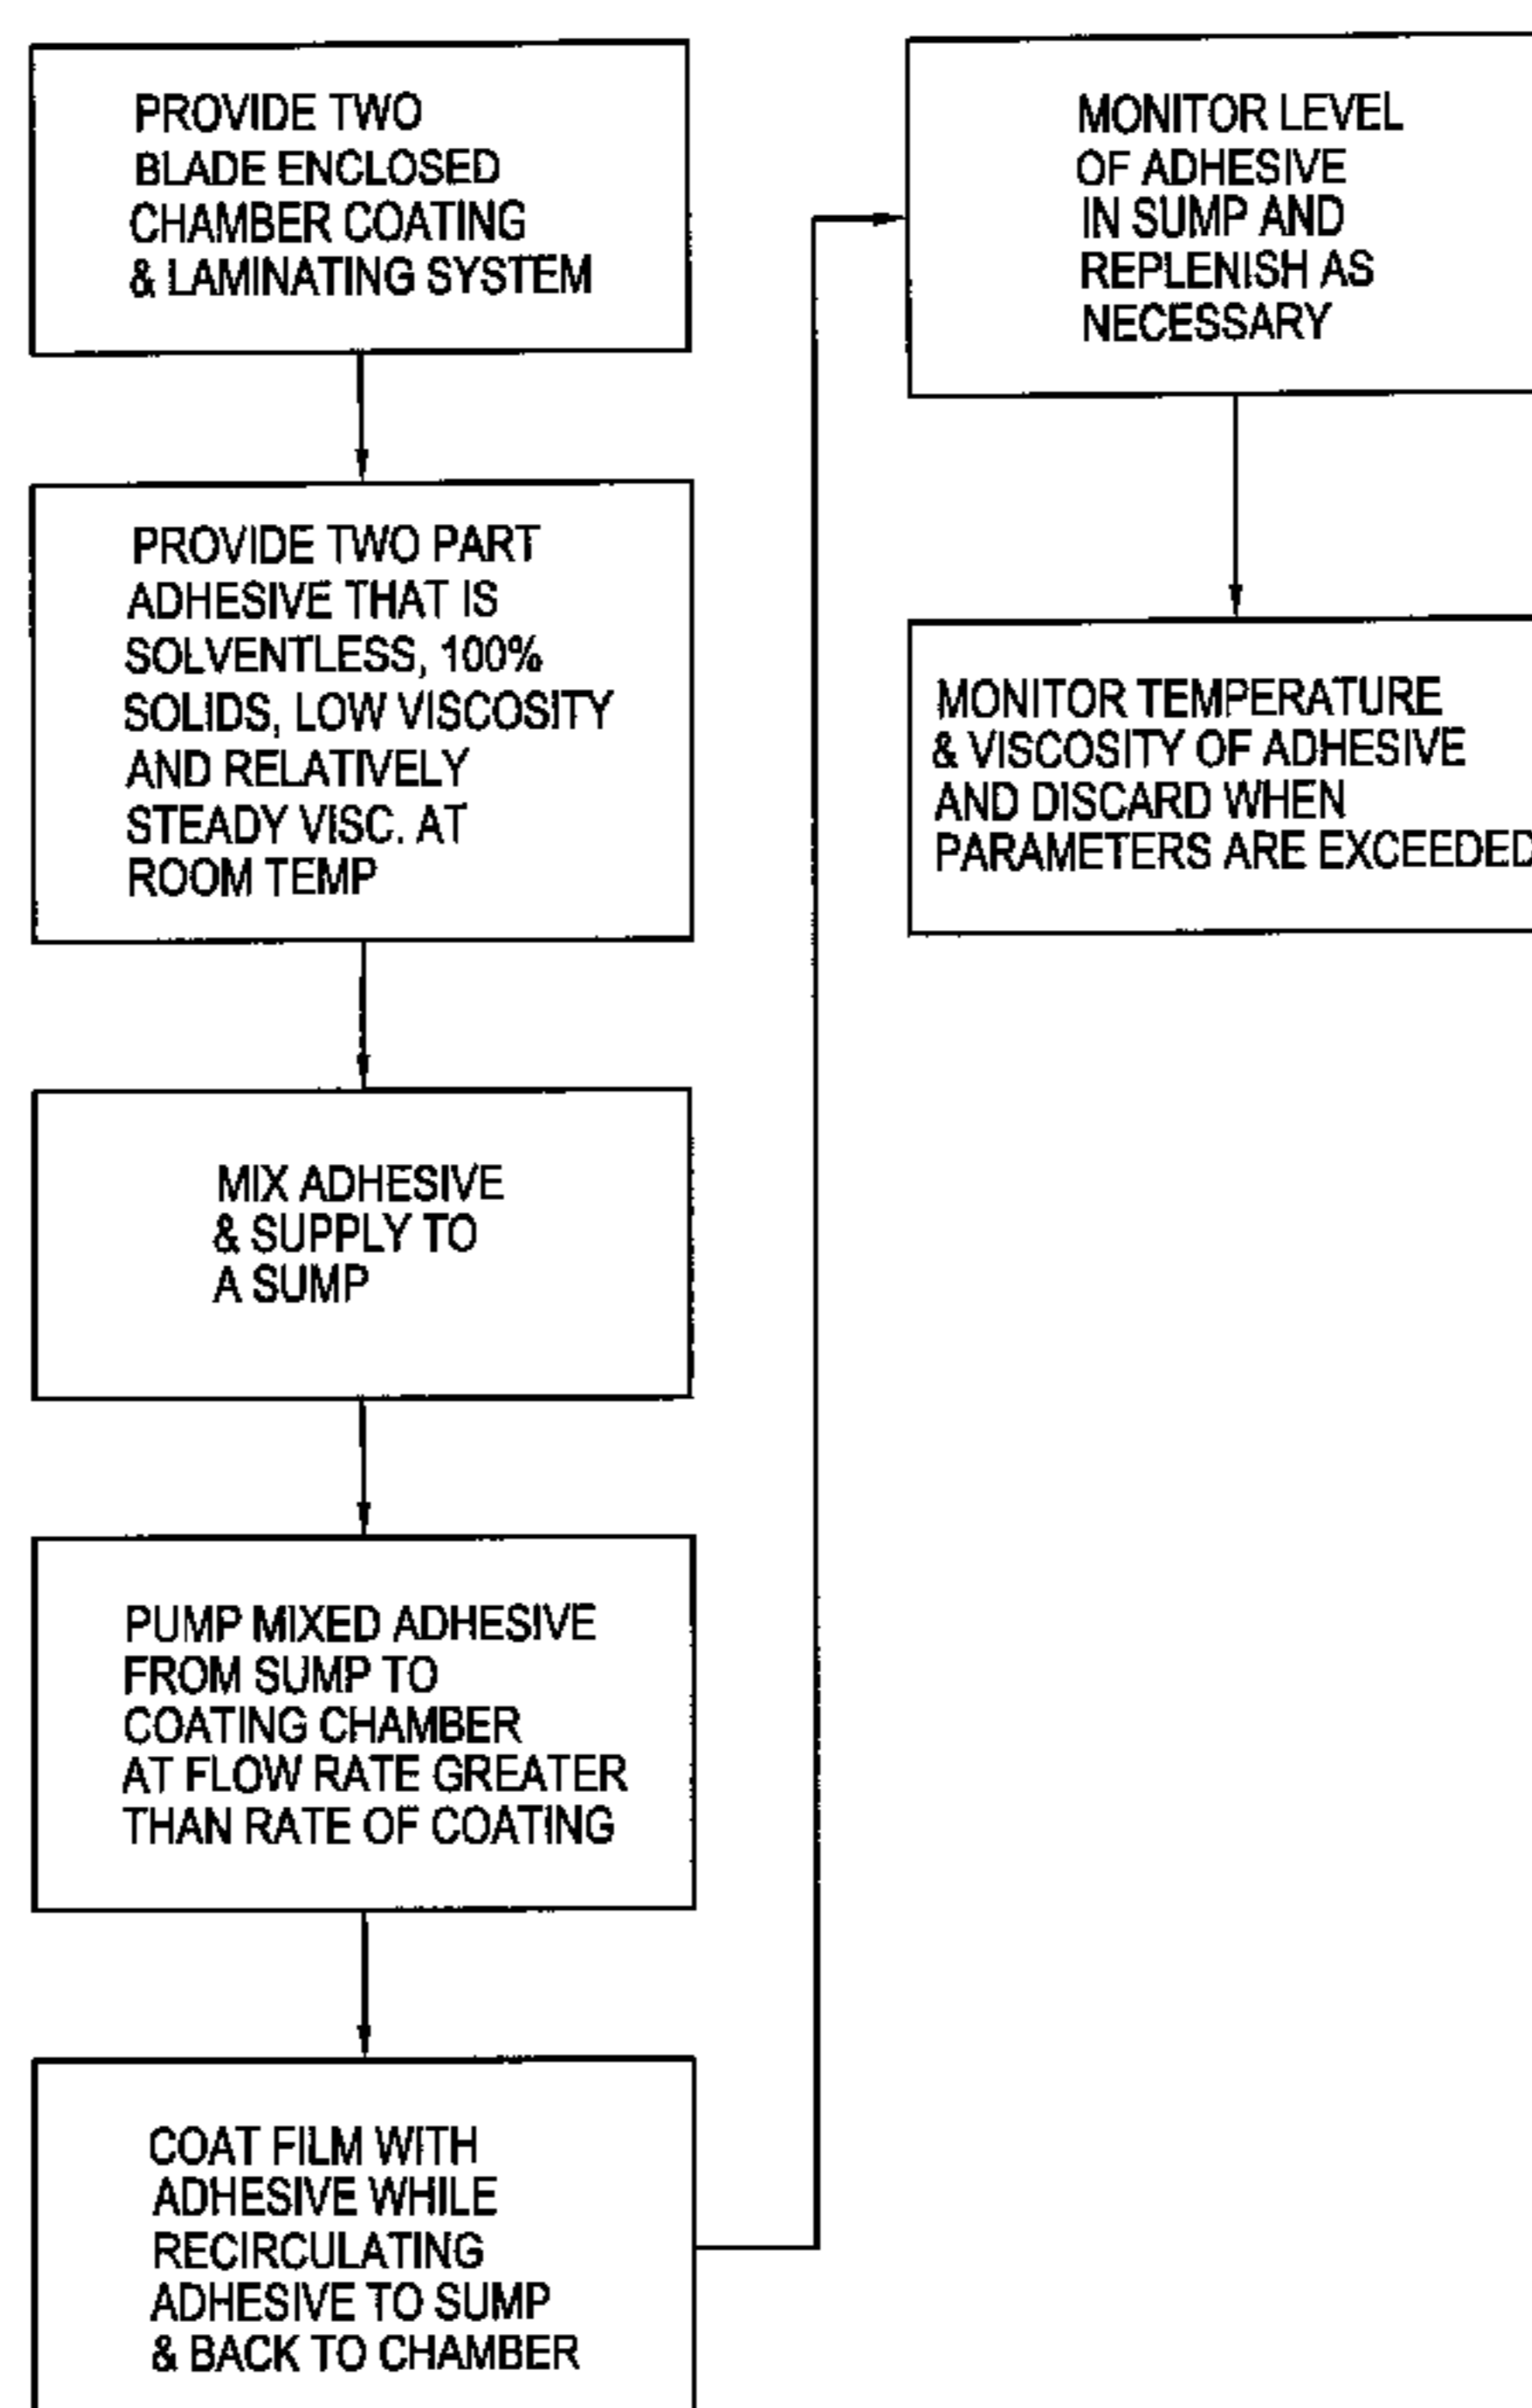 PROVIDE TWO
BLADE ENCLOSED
CHAMBER COATING
& LAMINATING SYSTEM
PROVIDE TWO PART
ADHESIVE THAT IS
SOLVENTLESS, 100%
SOLIDS, LOW VISCOSITY
AND RELATIVELY
STEADY VISC. AT
ROOM TEMP
MIX ADHESIVE
& SUPPLY TO
A SUMP
PUMP MIXED ADHESIVE
FROM SUMP TO
COATING CHAMBER
AT FLOW RATE GREATER
THAN RATE OF COATING
COAT FILM WITH
ADHESIVE WHILE
RECIRCULATING
ADHESIVE TO SUMP
& BACK TO CHAMBER
MONITOR LEVEL
OF ADHESIVE
IN SUMP AND
REPLENISH AS
NECESSARY
MONITOR TEMPERATURE
& VISCOSITY OF ADHESIVE
AND DISCARD WHEN
PARAMETERS ARE EXCEEDED